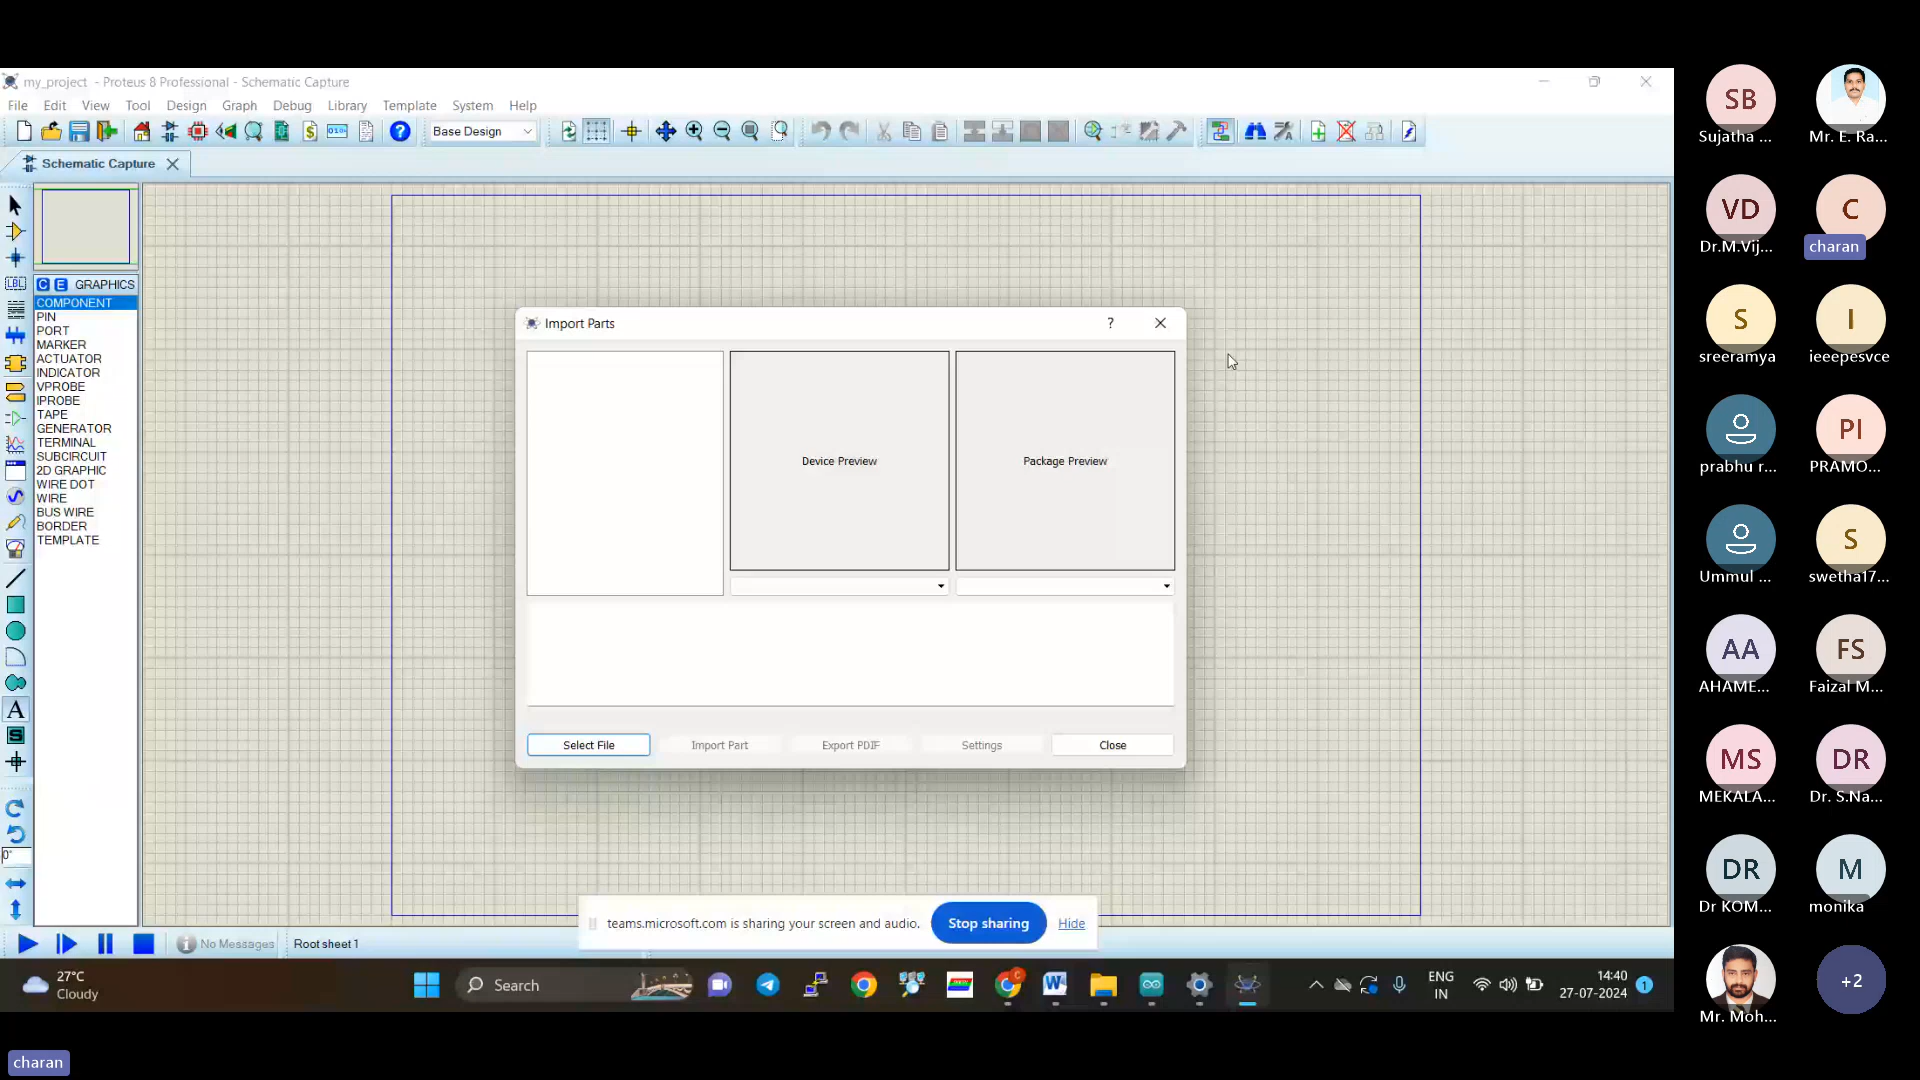 my_project - Proteus 8 Professional - Schematic Capture
File Edit View Tool Design Graph Debug Library Template System Help
Base Design
Schematic Capture
C E GRAPHICS
COMPONENT
PIN
PORT
MARKER
ACTUATOR
INDICATOR
VPROBE
IPROBE
TAPE
GENERATOR
TERMINAL
SUBCIRCUIT
2D GRAPHIC
WIRE DOT
WIRE
BUS WIRE
BORDER
TEMPLATE
LBL
A
S
0°
Import Parts
?
Device Preview
Package Preview
Select File Import Part Export PDIF Settings Close
teams.microsoft.com is sharing your screen and audio. Stop sharing Hide
No Messages Root sheet 1
27°C
Cloudy
Search
ENG
IN
14:40
27-07-2024
1
charan
SB
Sujatha ...
Mr. E. Ra...
VD
Dr.M.Vij...
C
charan
S
sreeramya
I
ieeepesvce
prabhu r...
PI
PRAMO...
Ummul ...
S
swetha17...
AA
AHAME...
FS
Faizal M...
MS
MEKALA...
DR
Dr. S.Na...
DR
Dr KOM...
M
monika
Mr. Moh...
+2